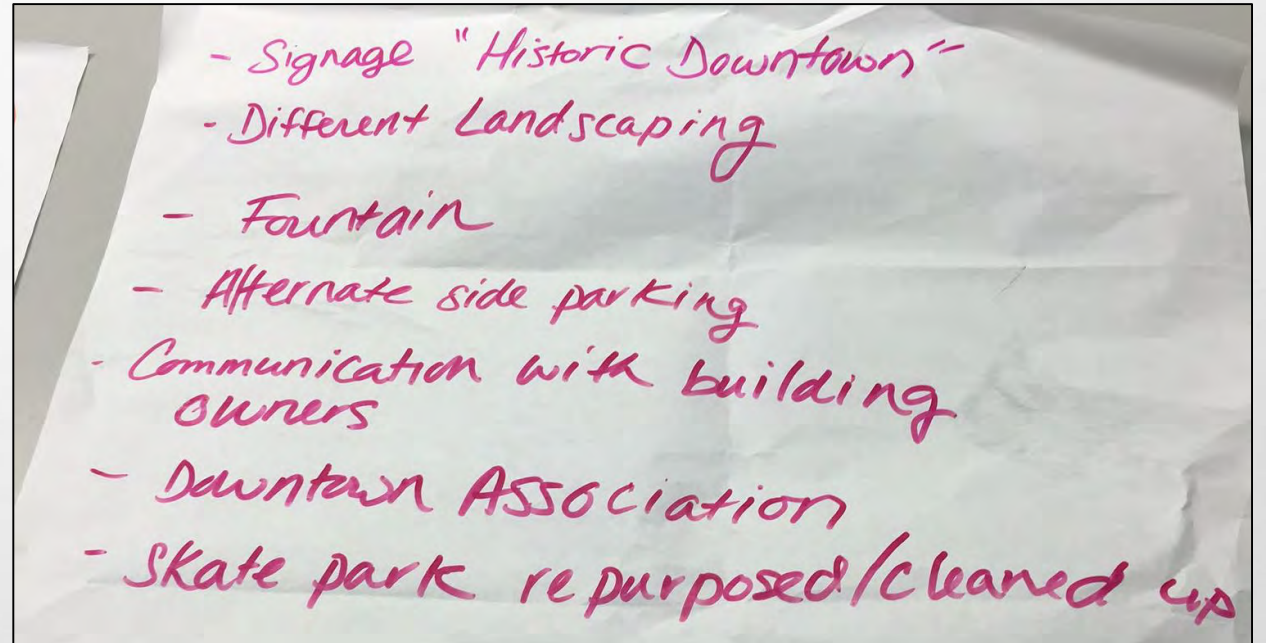 - Signage "Historic Downtown"
- Different Landscaping
- Fountain
- Alternate side parking
- Communication with building
owners
- Downtown Association
- Skate park repurposed/cleaned up